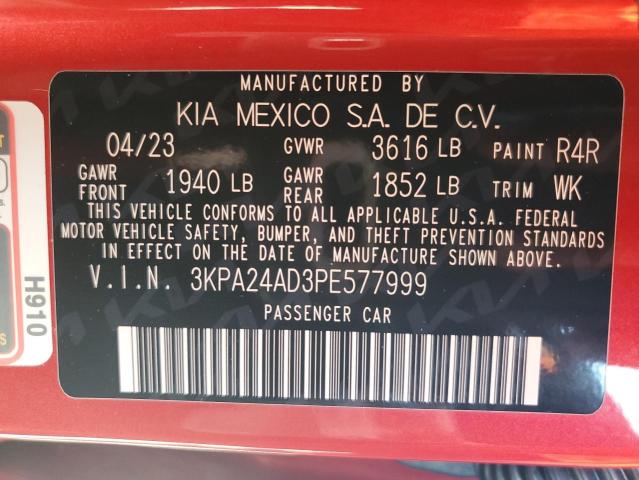 MANUFACTURED BY
KIA MEXICO S.A. DE C.V.
04/23 GVWR 3616 LB PAINT R4R
GAWR FRONT 1940 LB GAWR REAR 1852 LB TRIM WK
THIS VEHICLE CONFORMS TO ALL APPLICABLE U.S.A. FEDERAL
MOTOR VEHICLE SAFETY, BUMPER, AND THEFT PREVENTION STANDARDS
IN EFFECT ON THE DATE OF MANUFACTURE SHOWN ABOVE.
V.I.N. 3KPA24AD3PE577999
PASSENGER CAR
H910